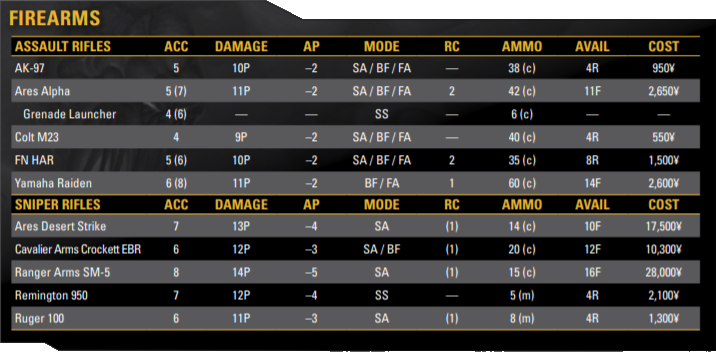 FIREARMS
ASSAULT RIFLES ACC DAMAGE AP MODE RC AMMO AVAIL COST
AK-97 5 10P –2 SA / BF / FA — 38 (c) 4R 950¥
Ares Alpha 5 (7) 11P –2 SA / BF / FA 2 42 (c) 11F 2,650¥
Grenade Launcher 4 (6) — — SS 6 (c) — —
Colt M23 4 9P –2 SA / BF / FA — 40 (c) 4R 550¥
FN HAR 5 (6) 10P –2 SA / BF / FA 2 35 (c) 8R 1,500¥
Yamaha Raiden 6 (8) 11P –2 BF / FA 1 60 (c) 14F 2,600¥
SNIPER RIFLES ACC DAMAGE AP MODE RC AMMO AVAIL COST
Ares Desert Strike 7 13P –4 SA (1) 14 (c) 10F 17,500¥
Cavalier Arms Crockett EBR 6 12P –3 SA / BF (1) 20 (c) 12F 10,300¥
Ranger Arms SM-5 8 14P –5 SA (1) 15 (c) 16F 28,000¥
Remington 950 7 12P –4 SS — 5 (m) 4R 2,100¥
Ruger 100 6 11P –3 SA (1) 8 (m) 4R 1,300¥